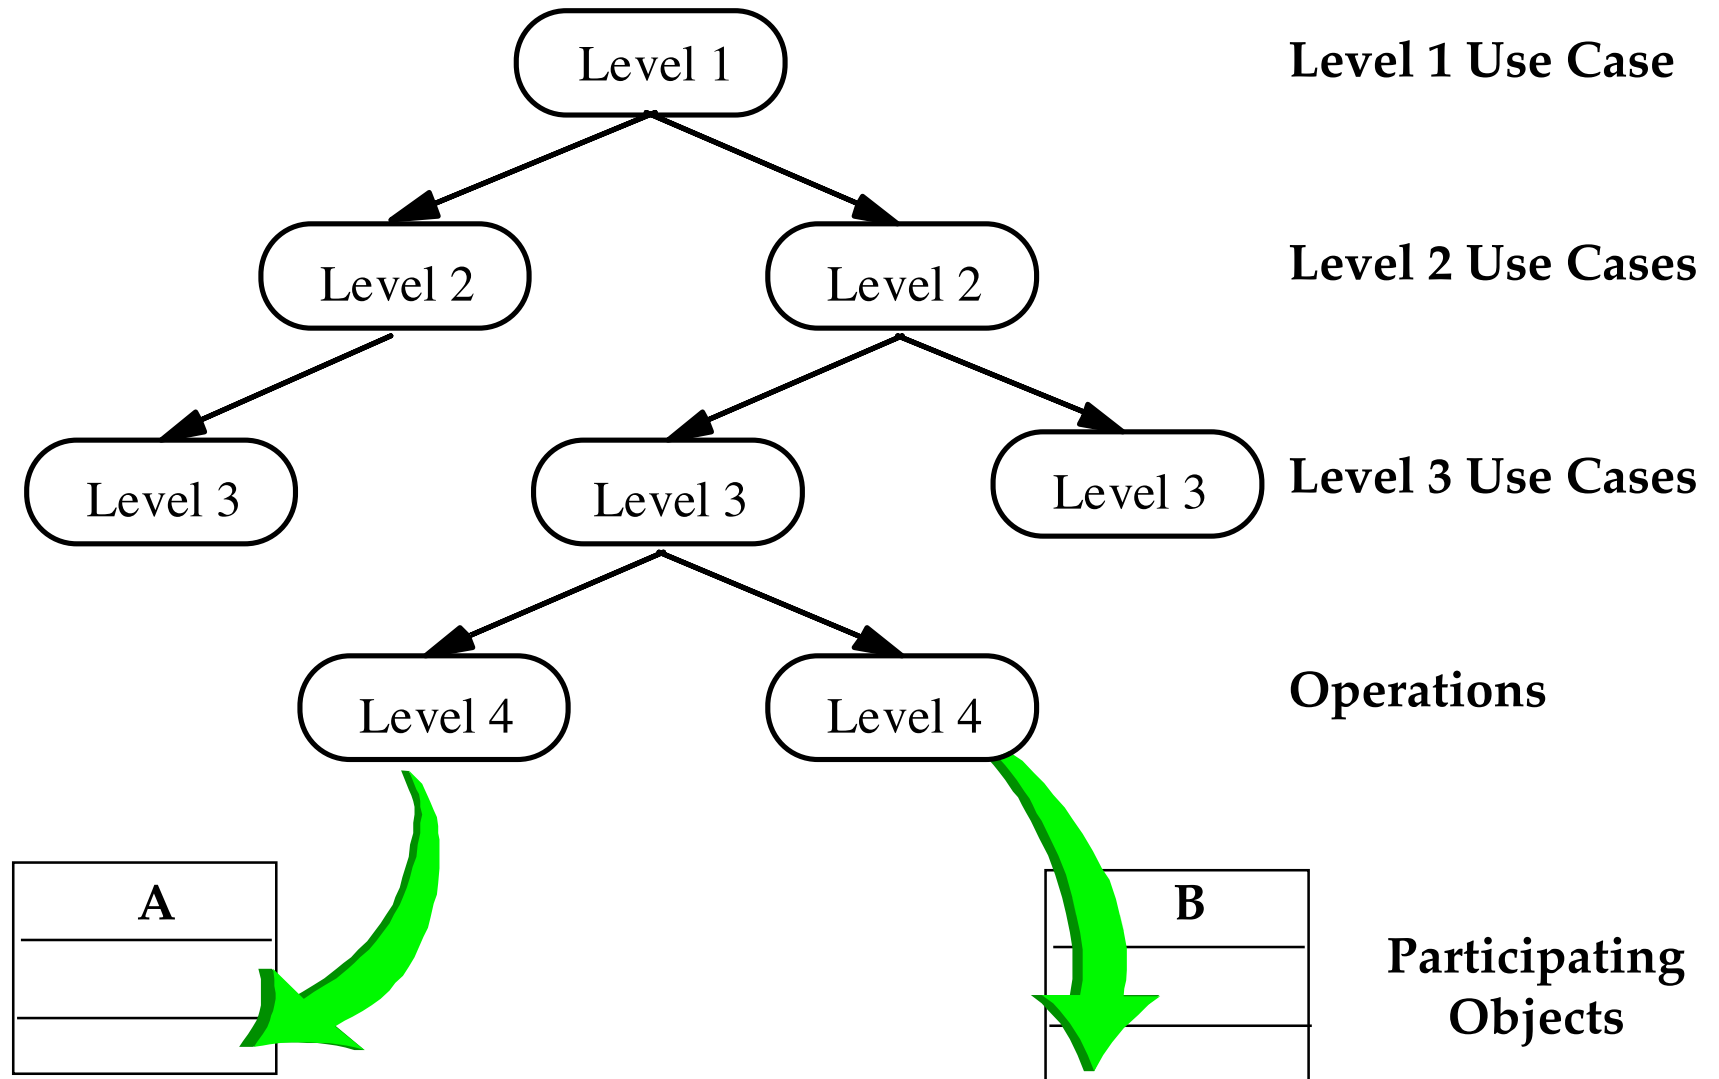 Level 1
Level 1 Use Case
Level 2
Level 2
Level 2 Use Cases
Level 3
Level 3
Level 3
Level 3 Use Cases
Level 4
Level 4
Operations
A
B
Participating
Objects